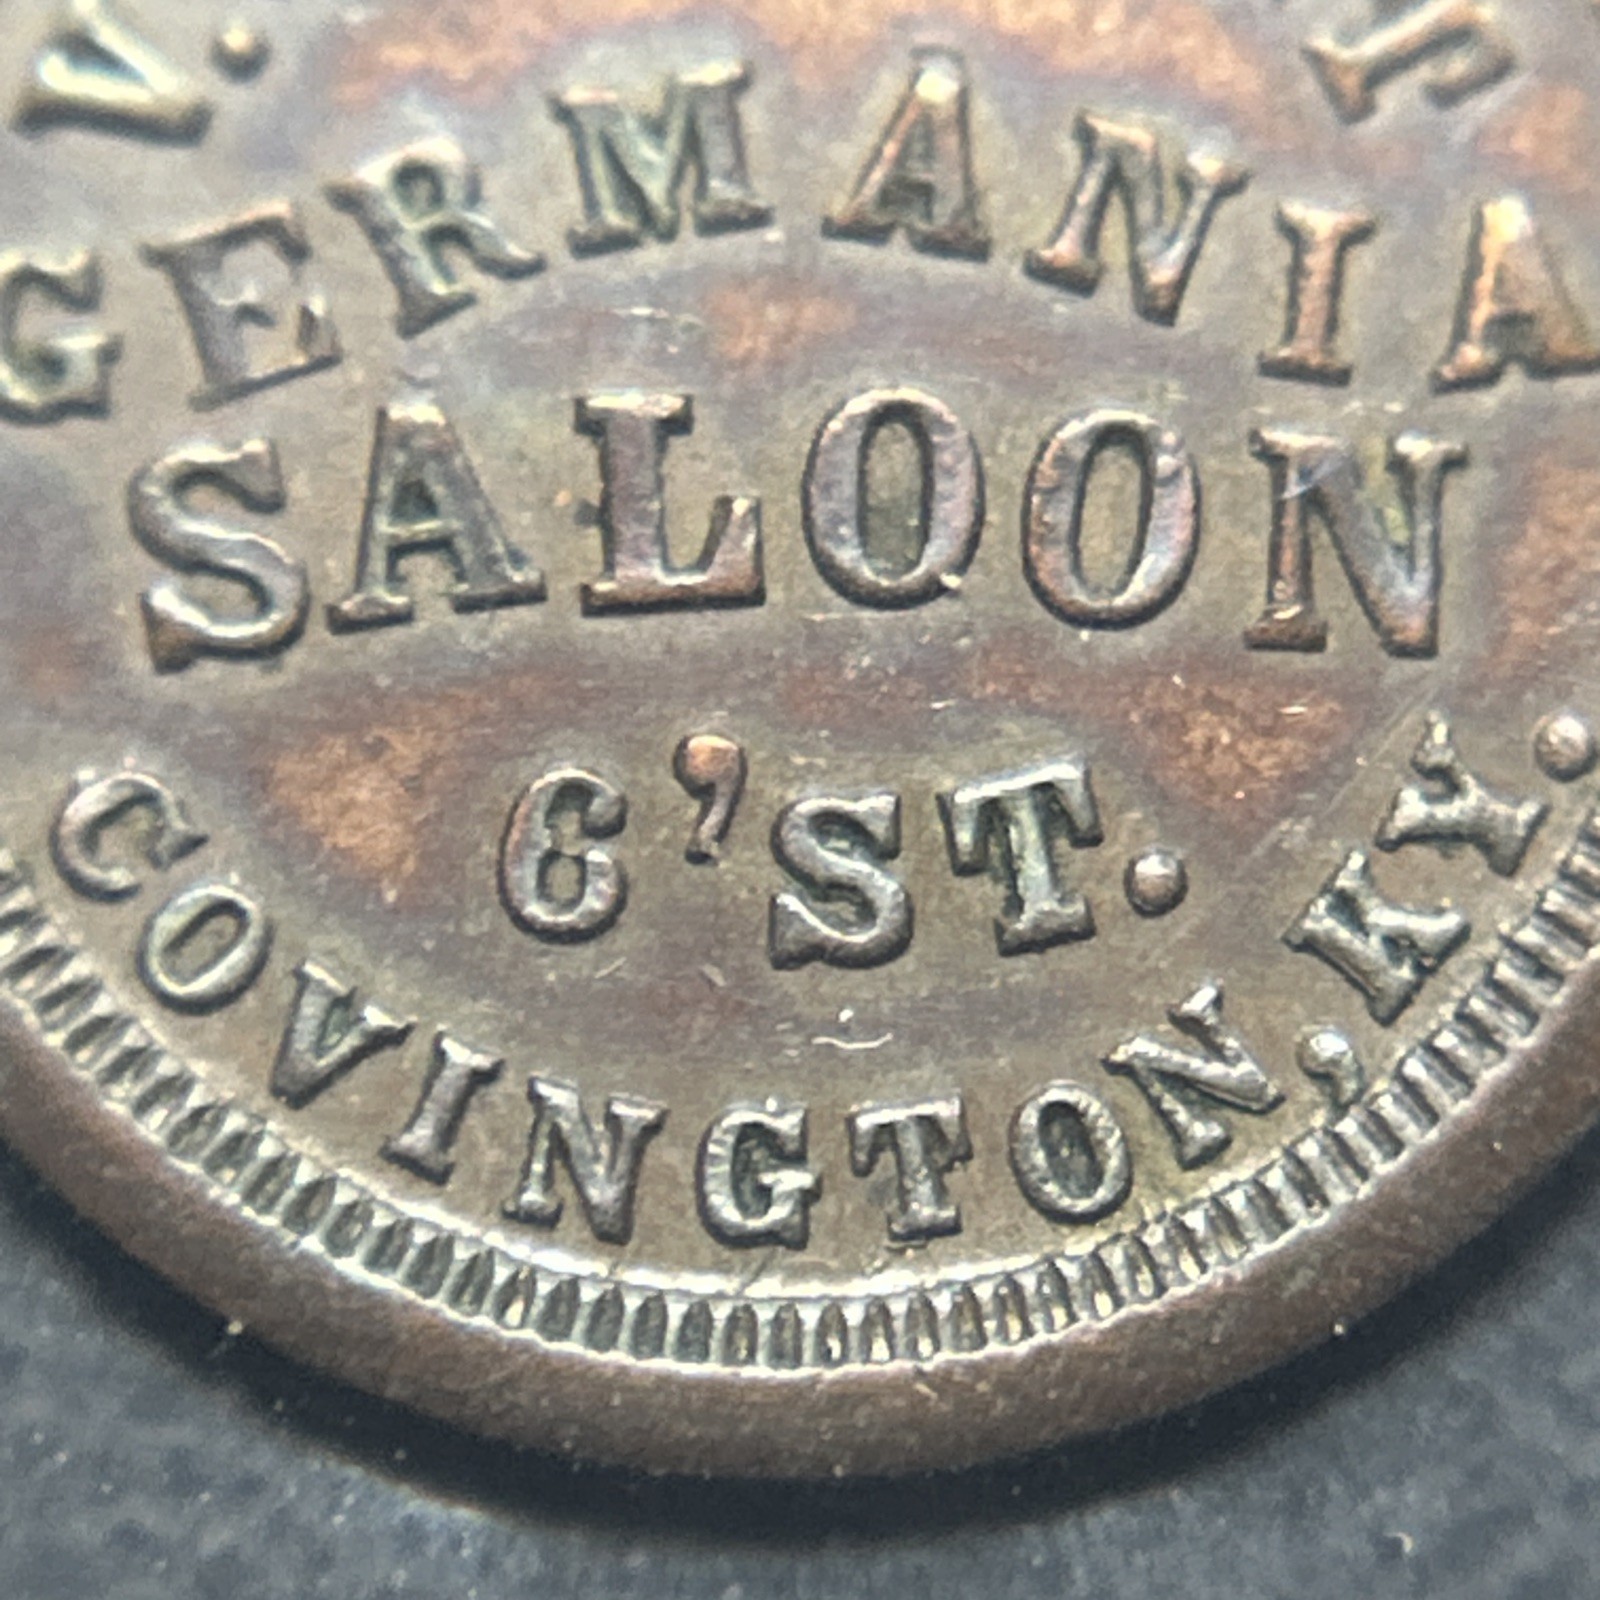 V.
GERMANIA
SALOON
6'ST.
COVINGTON, KY.